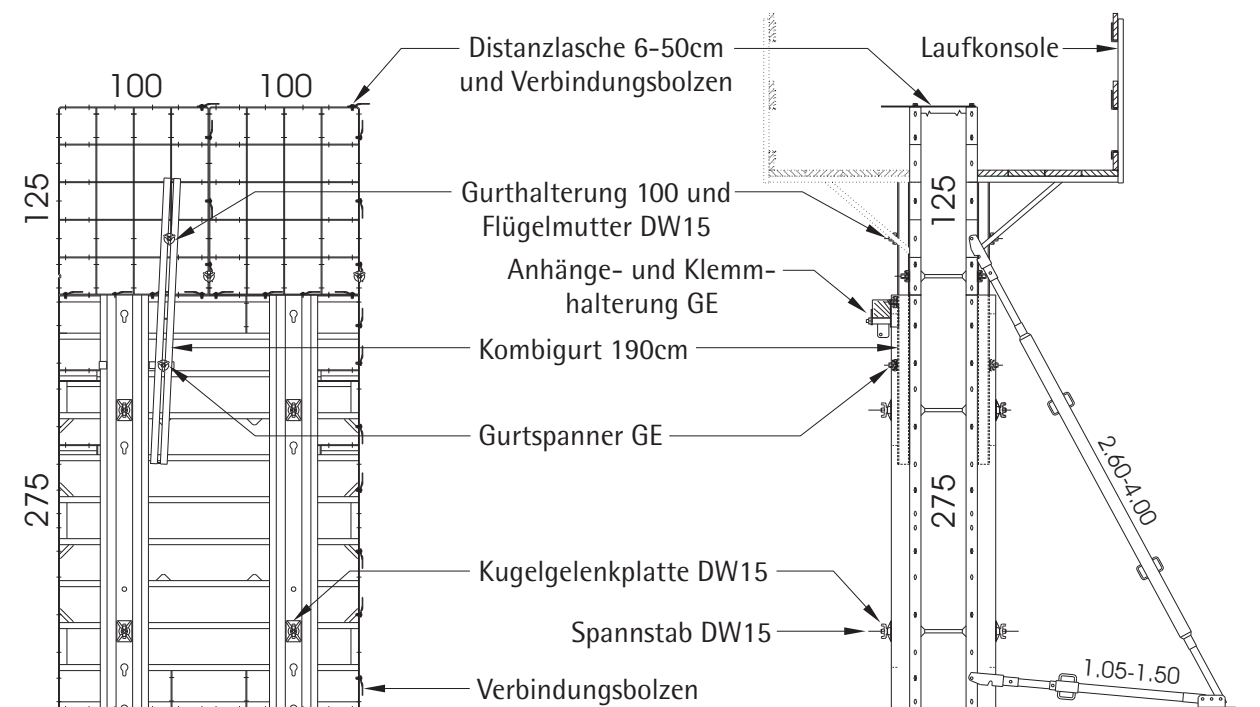 Distanzlasche 6-50cm
und Verbindungsbolzen
Laufkonsole
100
100
125
125
Gurthalterung 100 und
Flügelmutter DW15
Anhänge- und Klemm-
halterung GE
Kombigurt 190cm
Gurtspanner GE
2.60-4.00
275
275
Kugelgelenkplatte DW15
Spannstab DW15
1.05-1.50
Verbindungsbolzen